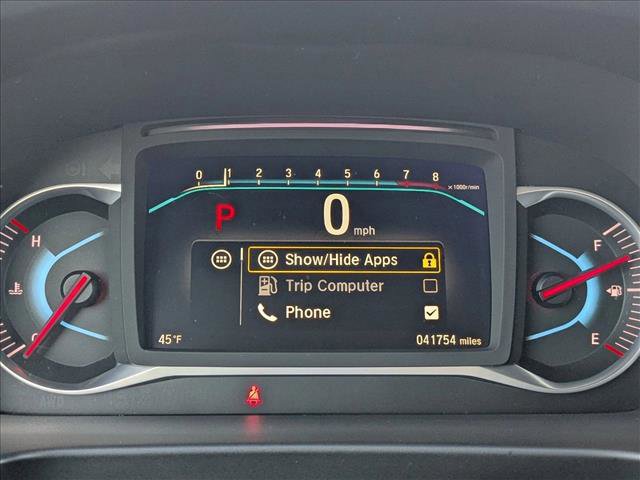 0 1 2 3 4 5 6 7 8
×1000r/min
P 0 mph
H
C
F
E
Show/Hide Apps
Trip Computer
Phone
45°F
041754 miles
AWD